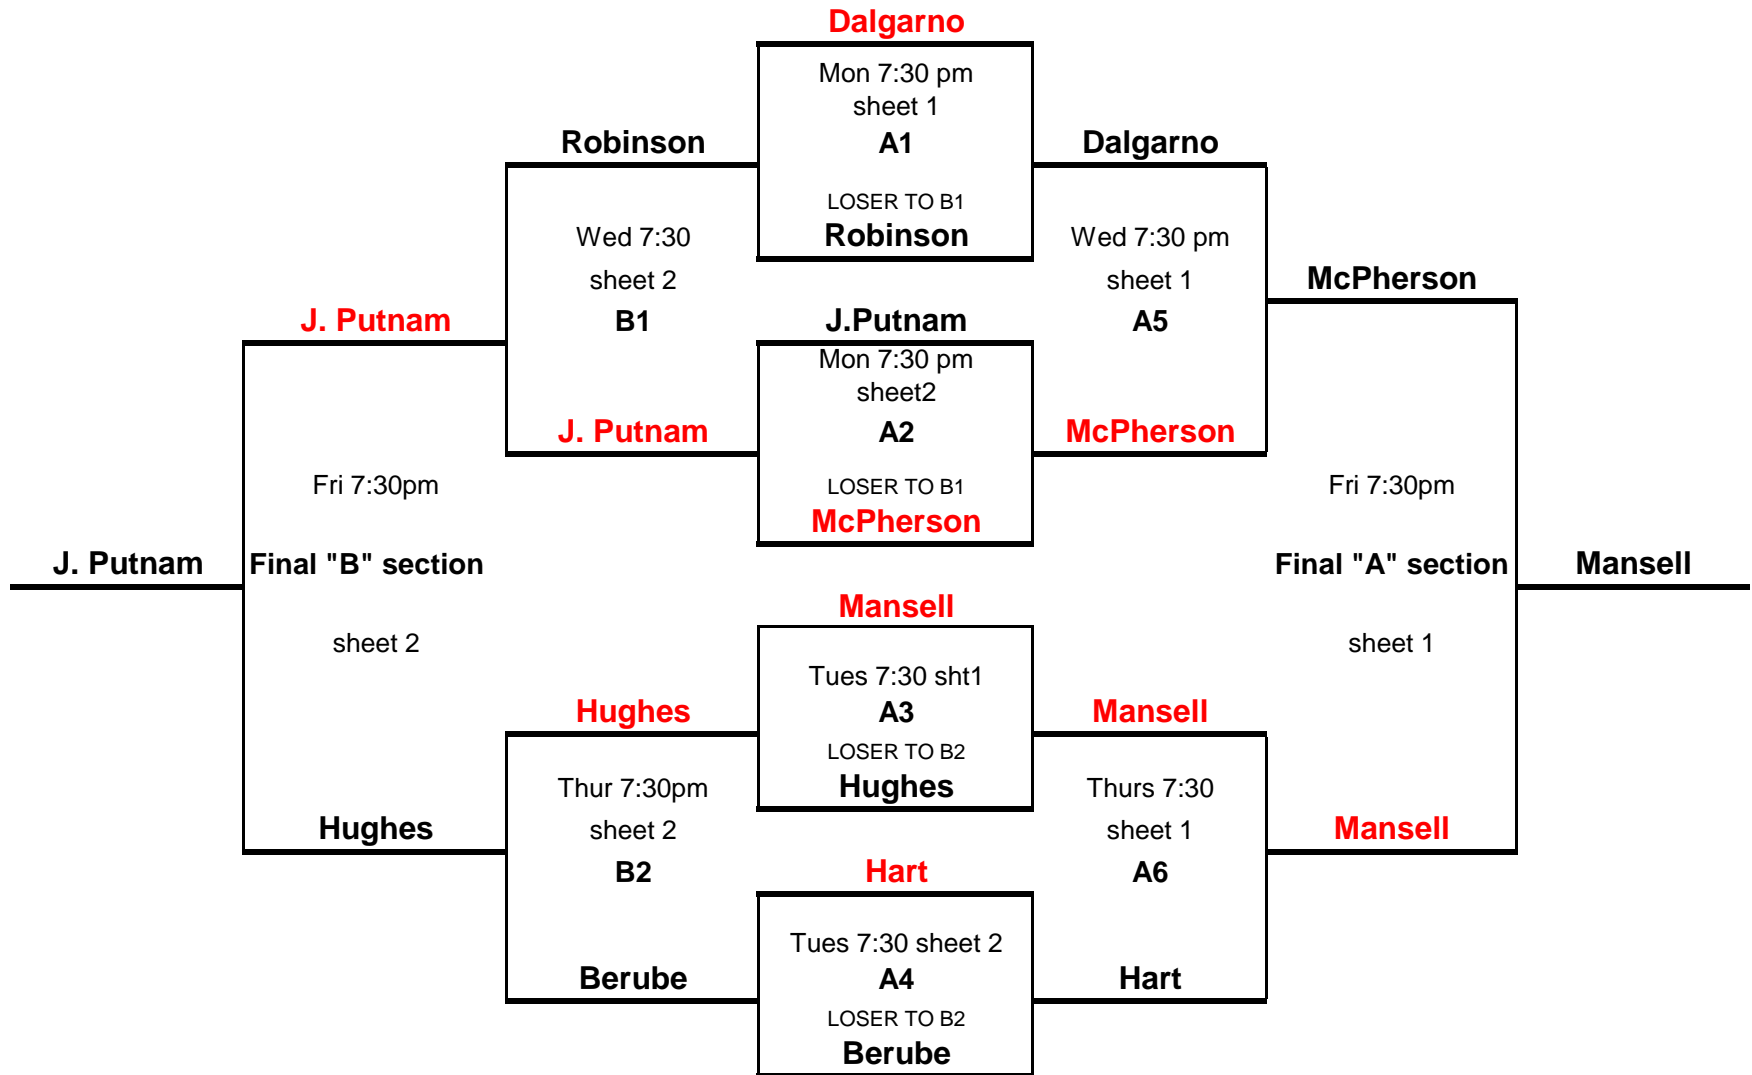 Dalgarno
Mon 7:30 pm
sheet 1
Robinson
A1
Dalgarno
LOSER TO B1
Wed 7:30
Robinson
Wed 7:30 pm
sheet 2
sheet 1
McPherson
J. Putnam
B1
J.Putnam
A5
Mon 7:30 pm
sheet2
J. Putnam
A2
McPherson
Fri 7:30pm
LOSER TO B1
Fri 7:30pm
McPherson
J. Putnam
Final "B" section
Final "A" section
Mansell
Mansell
sheet 2
sheet 1
Tues 7:30 sht1
Hughes
A3
Mansell
LOSER TO B2
Thur 7:30pm
Hughes
Thurs 7:30
Hughes
sheet 2
sheet 1
Mansell
B2
Hart
A6
Tues 7:30 sheet 2
Berube
A4
Hart
LOSER TO B2
Berube